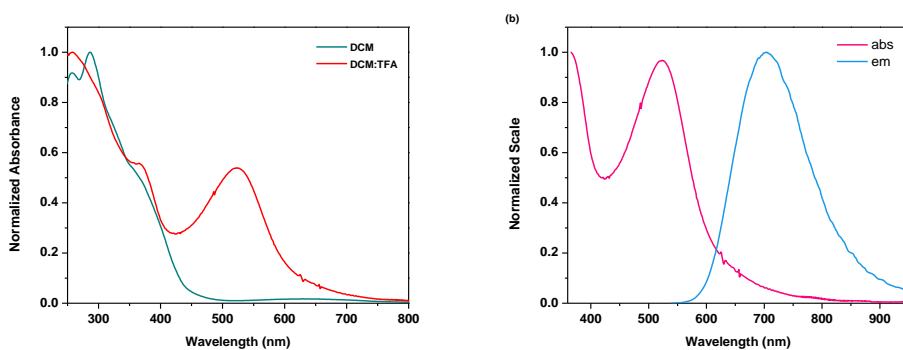 DCM
DCM:TFA
Normalized Absorbance
1.0
0.8
0.6
0.4
0.2
0.0
250 300 400 500 600 700 800
Wavelength (nm)
(b)
abs
em
Normalized Scale
1.0
0.8
0.6
0.4
0.2
0.0
400 500 600 700 800 900
Wavelength (nm)